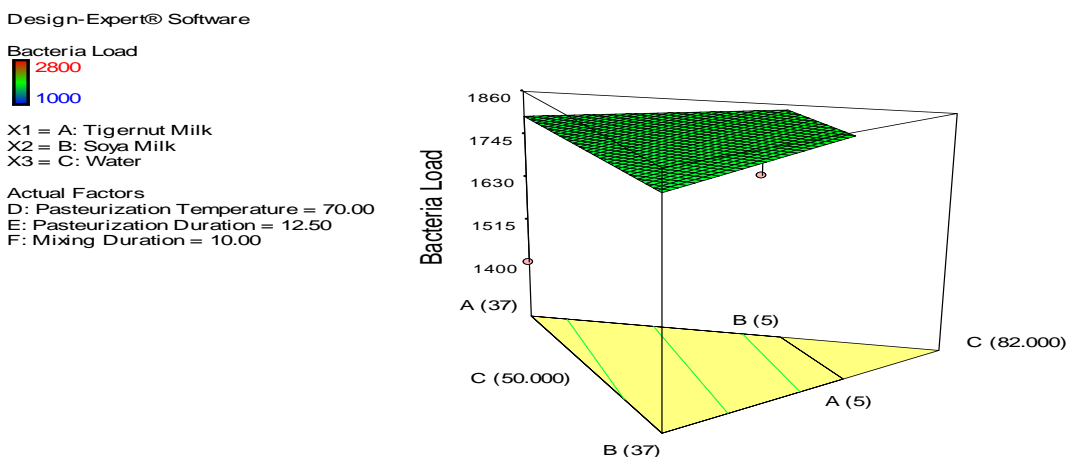 Design-Expert® Software
Bacteria Load
2800
1000
X1 = A: Tigernut Milk
X2 = B: Soya Milk
X3 = C: Water
Actual Factors
D: Pasteurization Temperature = 70.00
E: Pasteurization Duration = 12.50
F: Mixing Duration = 10.00
1860
1745
1630
1515
1400
Bacteria Load
A (37)
B (5)
C (82.000)
C (50.000)
A (5)
B (37)